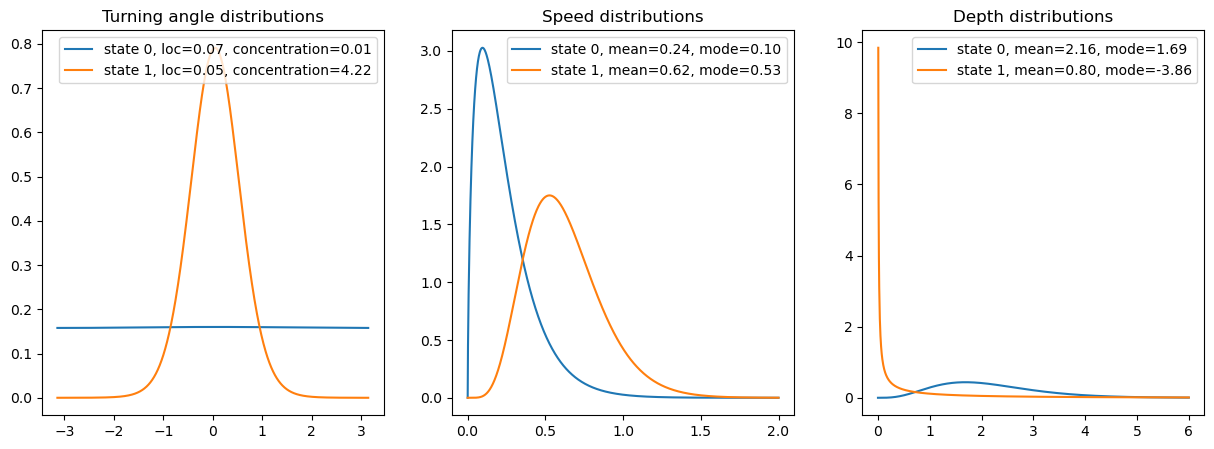 Turning angle distributions
state 0, loc=0.07, concentration=0.01
state 1, loc=0.05, concentration=4.22
0.8
0.7
0.6
0.5
0.4
0.3
0.2
0.1
0.0
−3 −2 −1 0 1 2 3
Speed distributions
state 0, mean=0.24, mode=0.10
state 1, mean=0.62, mode=0.53
3.0
2.5
2.0
1.5
1.0
0.5
0.0
0.0 0.5 1.0 1.5 2.0
Depth distributions
state 0, mean=2.16, mode=1.69
state 1, mean=0.80, mode=-3.86
10
8
6
4
2
0
0 1 2 3 4 5 6